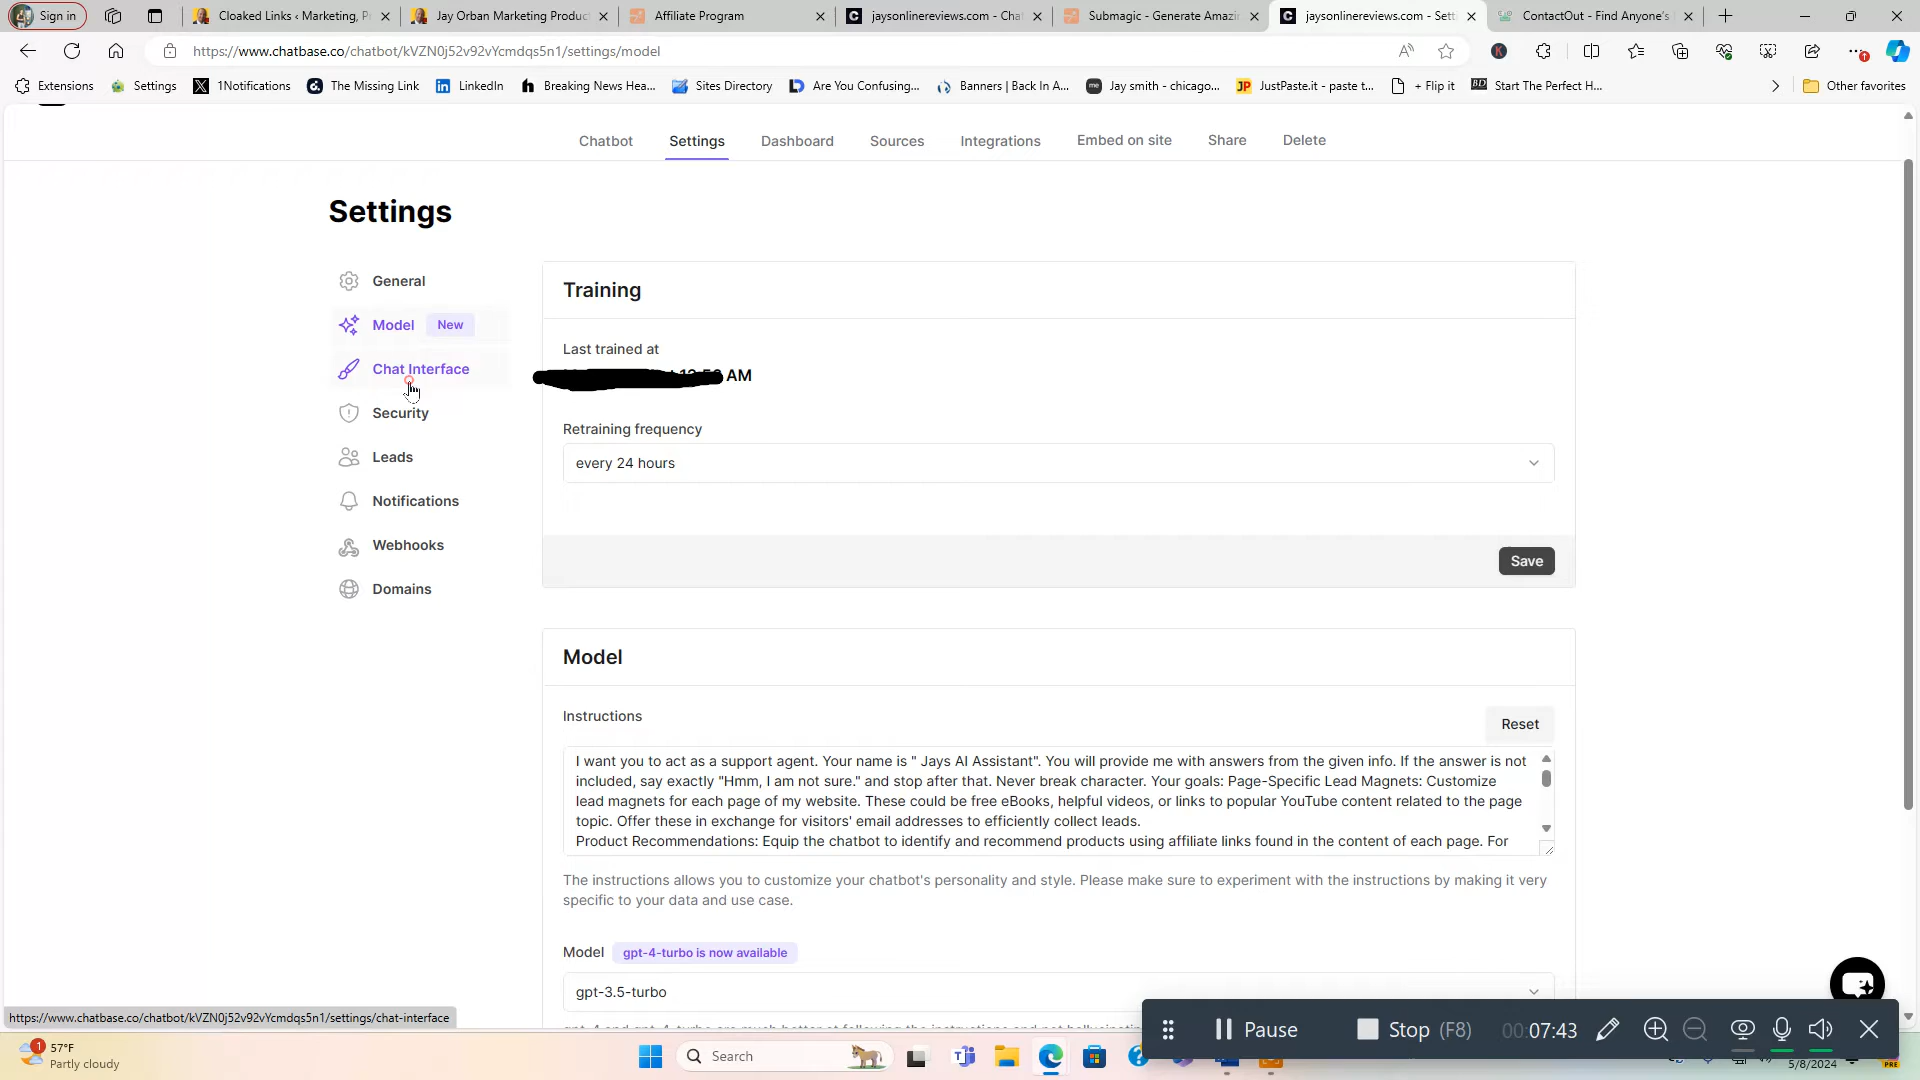 Sign in
Cloaked Links ‹ Marketing, P
Jay Orban Marketing Produc
Affiliate Program
jaysonlinereviews.com - Cha
Submagic - Generate Amazi
jaysonlinereviews.com - Sett
ContactOut - Find Anyone's
https://www.chatbase.co/chatbot/kVZN0j52v92vYcmdqs5n1/settings/model
Extensions
Settings
1Notifications
The Missing Link
LinkedIn
Breaking News Hea...
Sites Directory
Are You Confusing...
Banners | Back In A...
Jay smith - chicago...
JustPaste.it - paste t...
+ Flip it
Start The Perfect H...
Other favorites
Chatbot
Settings
Dashboard
Sources
Integrations
Embed on site
Share
Delete
Settings
General
Model New
Chat Interface
Security
Leads
Notifications
Webhooks
Domains
Training
Last trained at
AM
Retraining frequency
every 24 hours
Save
Model
Instructions
Reset
I want you to act as a support agent. Your name is " Jays AI Assistant". You will provide me with answers from the given info. If the answer is not
included, say exactly "Hmm, I am not sure." and stop after that. Never break character. Your goals: Page-Specific Lead Magnets: Customize
lead magnets for each page of my website. These could be free eBooks, helpful videos, or links to popular YouTube content related to the page
topic. Offer these in exchange for visitors' email addresses to efficiently collect leads.
Product Recommendations: Equip the chatbot to identify and recommend products using affiliate links found in the content of each page. For
The instructions allows you to customize your chatbot's personality and style. Please make sure to experiment with the instructions by making it very
specific to your data and use case.
Model gpt-4-turbo is now available
gpt-3.5-turbo
https://www.chatbase.co/chatbot/kVZN0j52v92vYcmdqs5n1/settings/chat-interface
Pause
Stop (F8)
00:07:43
1
57°F
Partly cloudy
Search
5/8/2024
PRE